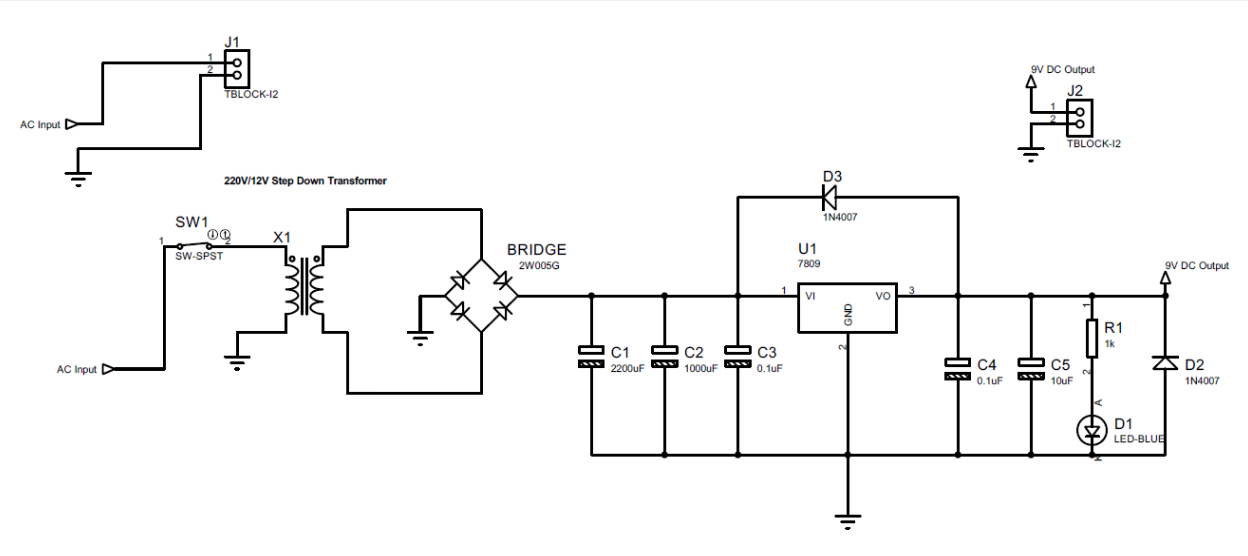 J1
1
2
TBLOCK-I2
AC Input
9V DC Output
J2
1
2
TBLOCK-I2
220V/12V Step Down Transformer
D3
1N4007
SW1
1
2
SW-SPST
X1
BRIDGE
2W005G
U1
7809
1
VI
VO
3
GND
2
9V DC Output
AC Input
C1
2200uF
C2
1000uF
C3
0.1uF
C4
0.1uF
C5
10uF
1
R1
1k
2
D2
1N4007
A
D1
LED-BLUE